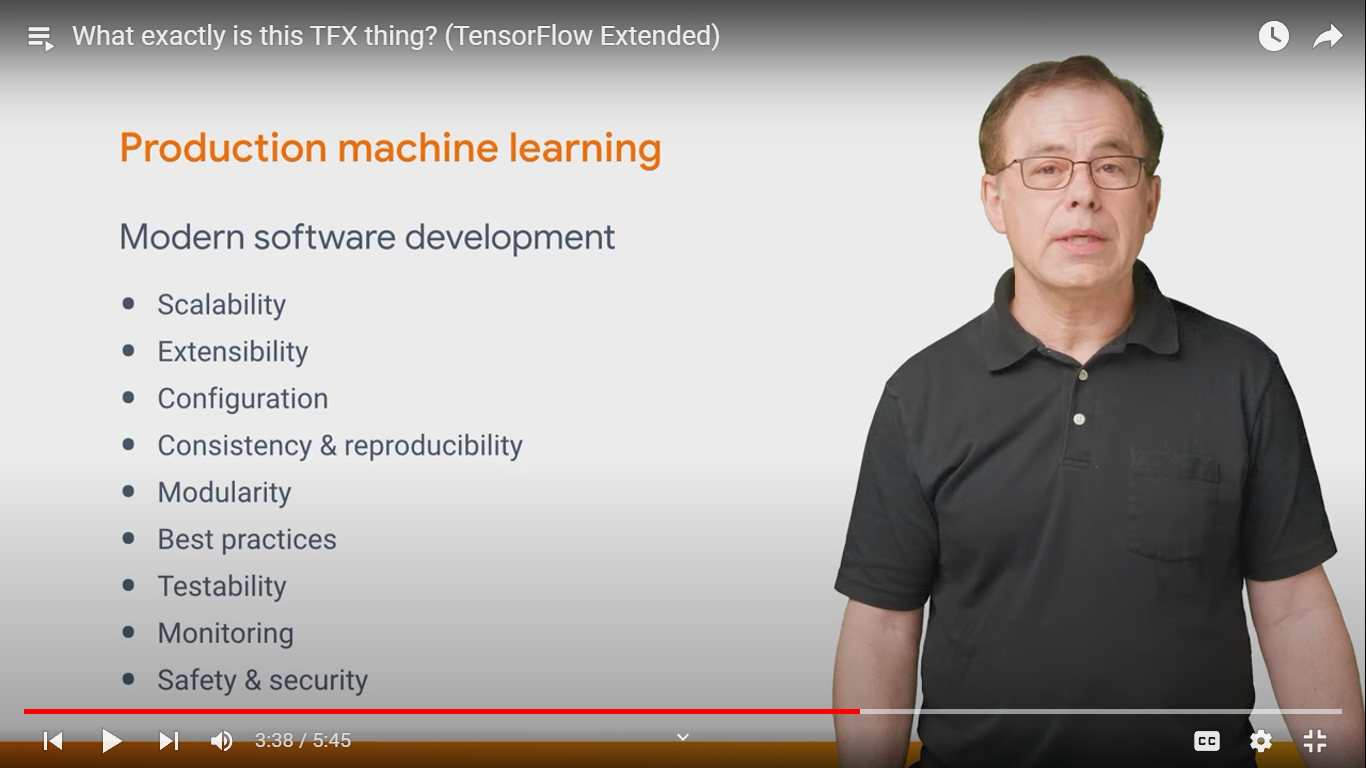 What exactly is this TFX thing? (TensorFlow Extended)
Production machine learning
Modern software development
• Scalability
• Extensibility
• Configuration
• Consistency & reproducibility
• Modularity
• Best practices
• Testability
• Monitoring
• Safety & security
3:38 / 5:45
CC